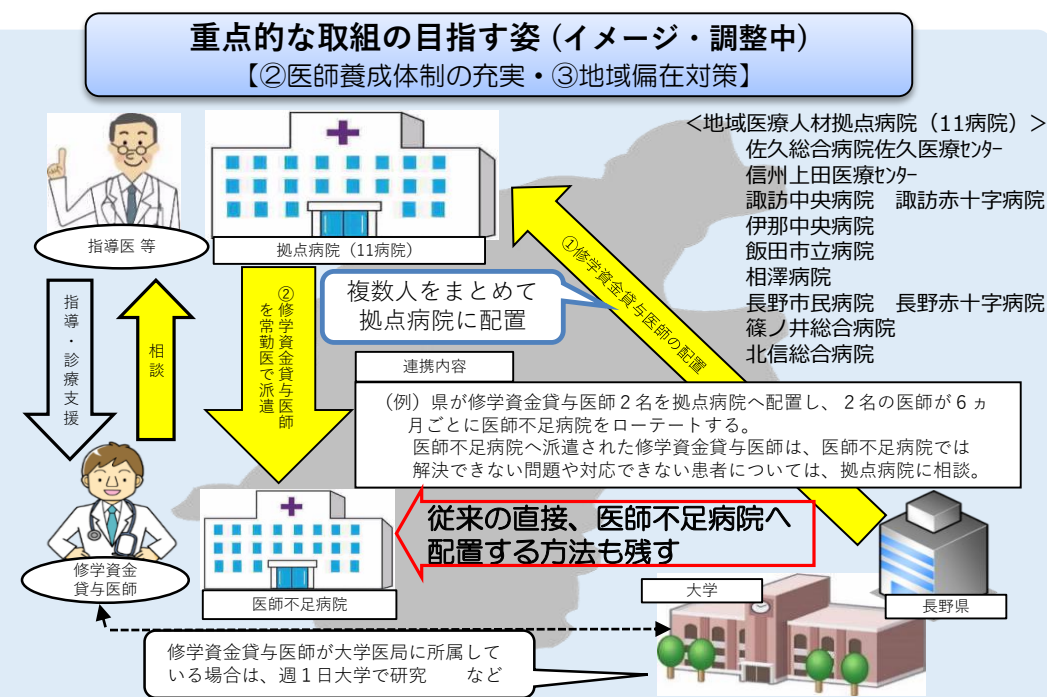 重点的な取組の目指す姿（イメージ・調整中）
【②医師養成体制の充実・③地域偏在対策】
＜地域医療人材拠点病院（11病院）＞
佐久総合病院佐久医療ｾﾝﾀｰ
信州上田医療ｾﾝﾀｰ
諏訪中央病院　諏訪赤十字病院
伊那中央病院
飯田市立病院
相澤病院
長野市民病院　長野赤十字病院
篠ノ井総合病院
北信総合病院
指導医 等
拠点病院（11病院）
指導・診療支援
相談
②修学資金貸与医師
を常勤医で派遣
複数人をまとめて
拠点病院に配置
①修学資金貸与医師の配置
連携内容
（例）県が修学資金貸与医師２名を拠点病院へ配置し、２名の医師が６ヵ
月ごとに医師不足病院をローテートする。
医師不足病院へ派遣された修学資金貸与医師は、医師不足病院では
解決できない問題や対応できない患者については、拠点病院に相談。
従来の直接、医師不足病院へ
配置する方法も残す
修学資金
貸与医師
医師不足病院
大学
長野県
修学資金貸与医師が大学医局に所属して
いる場合は、週１日大学で研究　　など